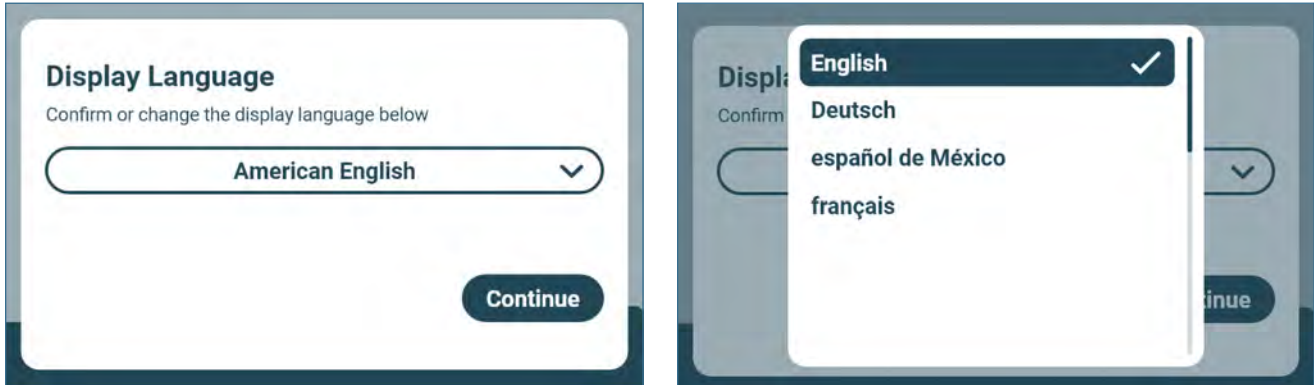 Display Language
Confirm or change the display language below
American English
Continue
Displa
Confirm
English
Deutsch
español de México
français
tinue